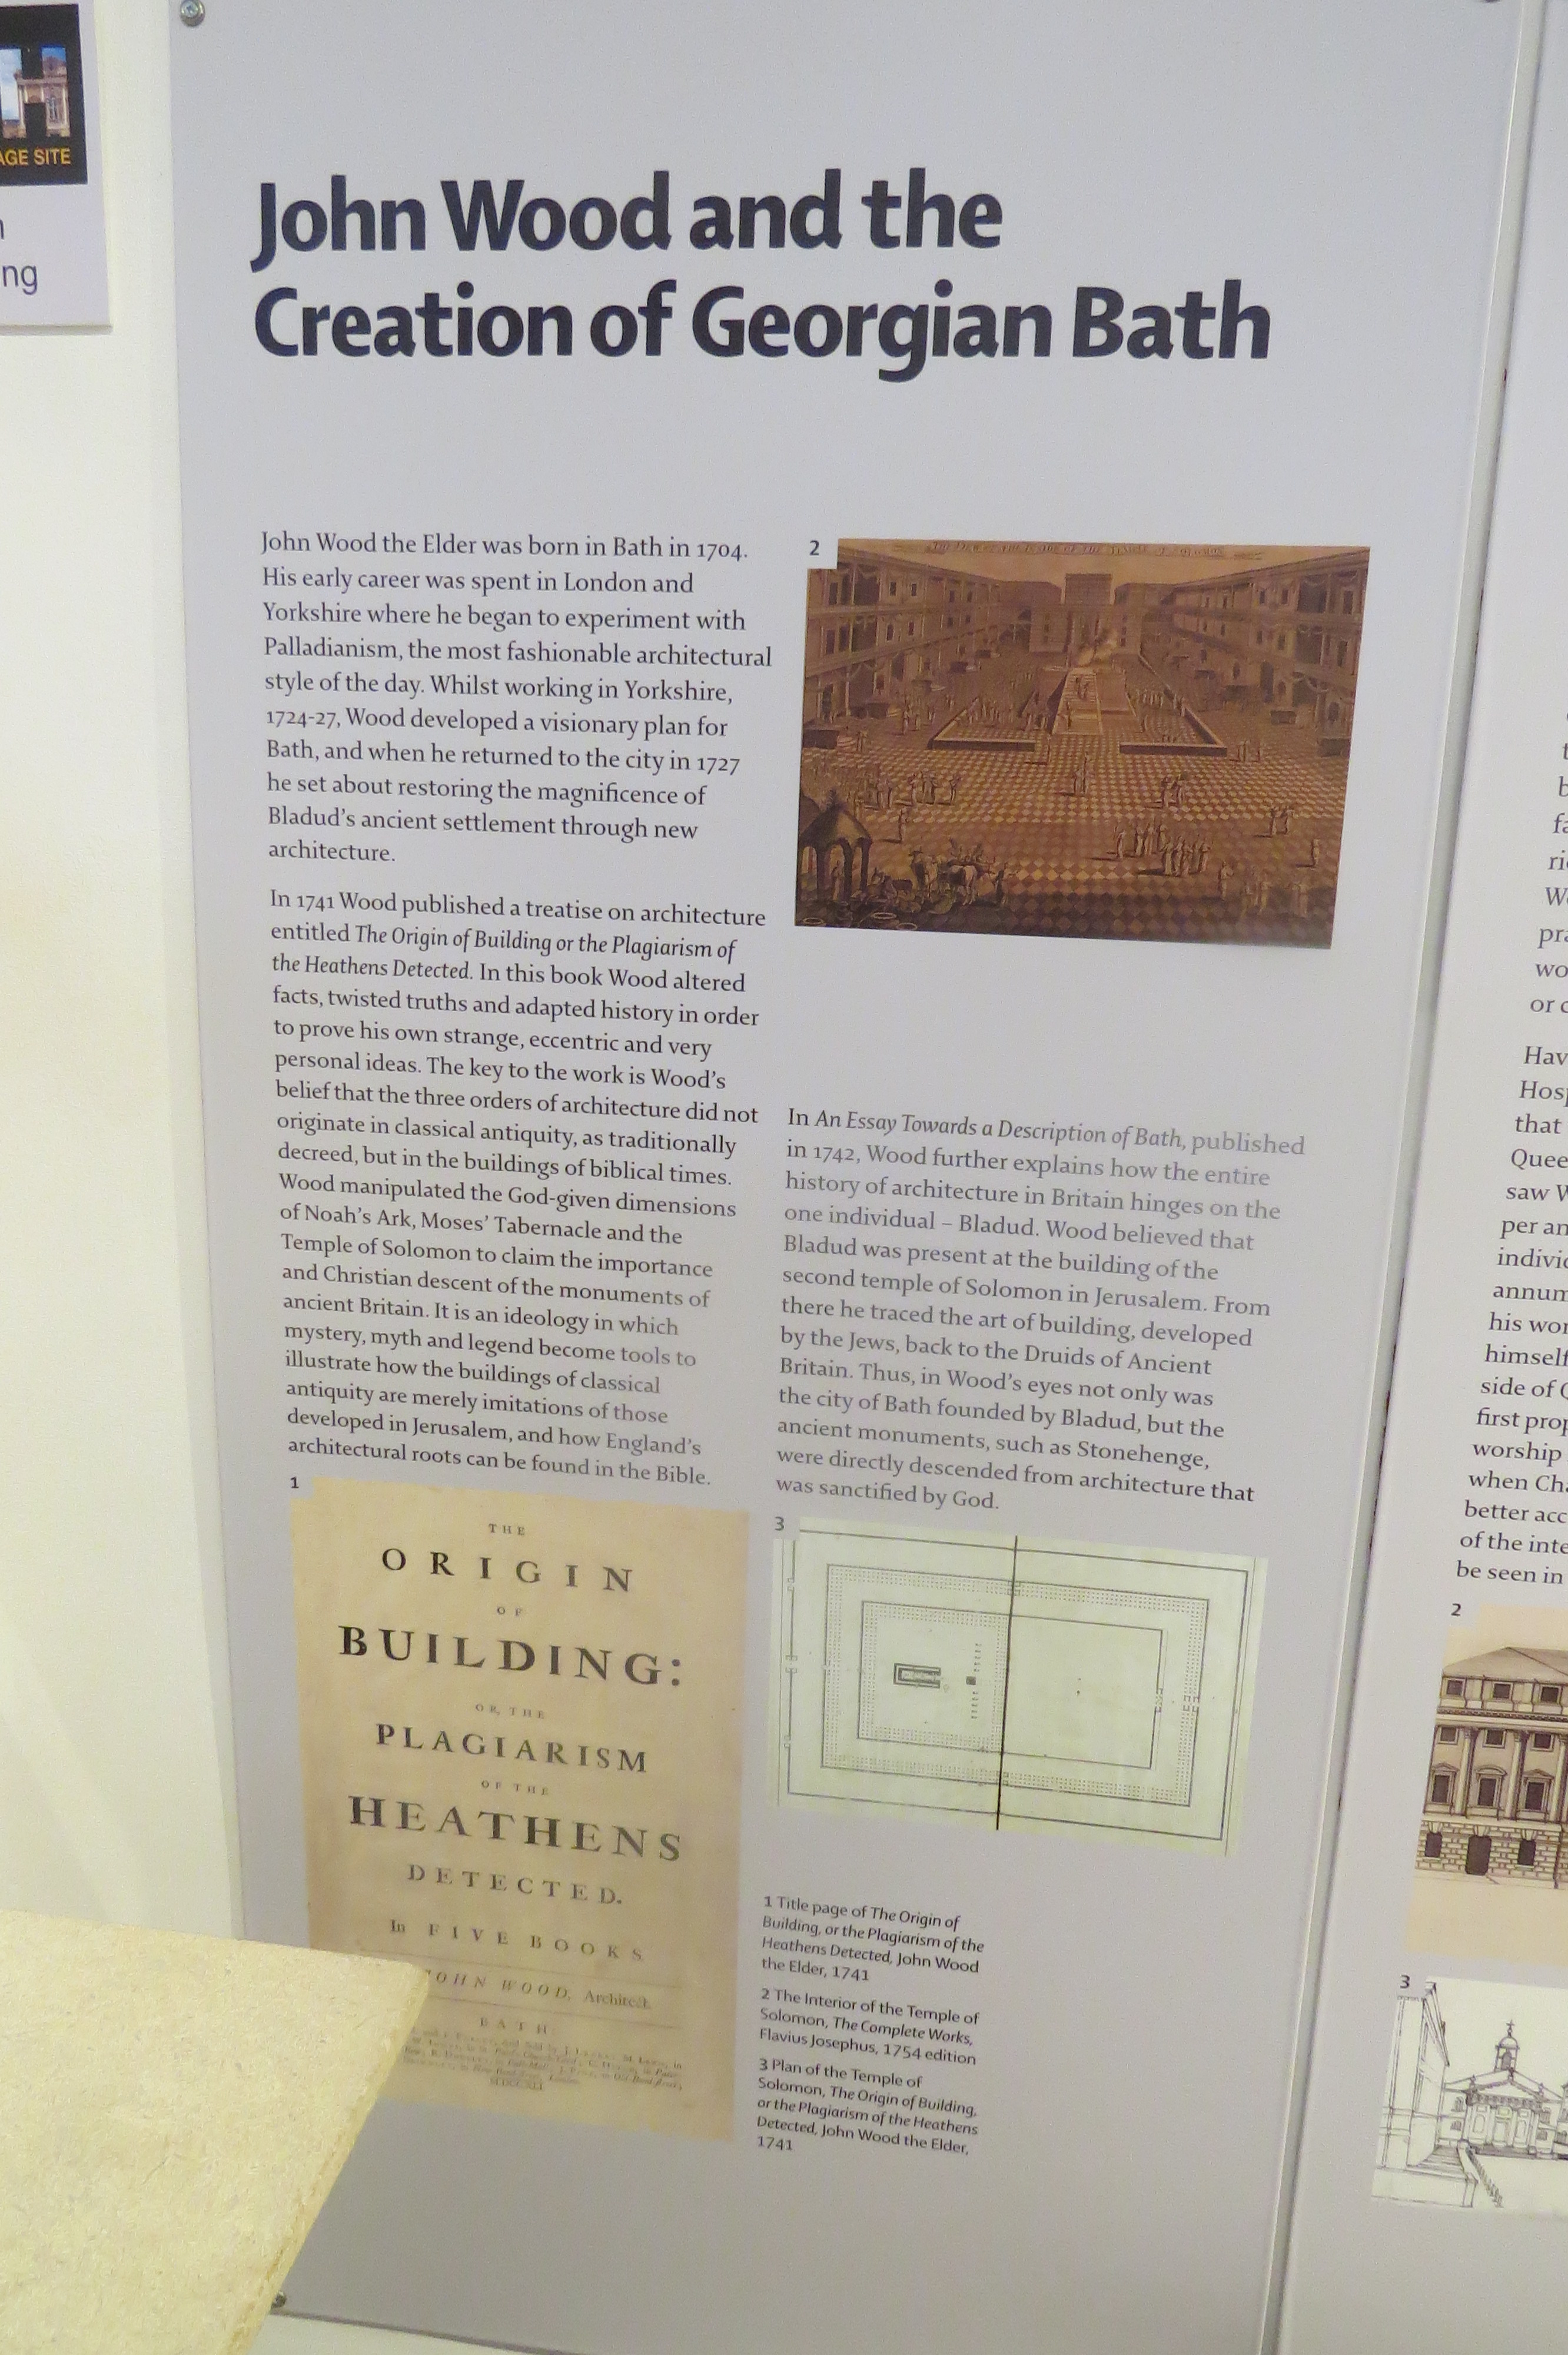 AGE SITE
ng
John Wood and the
Creation of Georgian Bath
John Wood the Elder was born in Bath in 1704.
His early career was spent in London and
Yorkshire where he began to experiment with
Palladianism, the most fashionable architectural
style of the day. Whilst working in Yorkshire,
1724-27, Wood developed a visionary plan for
Bath, and when he returned to the city in 1727
he set about restoring the magnificence of
Bladud's ancient settlement through new
architecture.
In 1741 Wood published a treatise on architecture
entitled The Origin of Building or the Plagiarism of
the Heathens Detected. In this book Wood altered
facts, twisted truths and adapted history in order
to prove his own strange, eccentric and very
personal ideas. The key to the work is Wood's
belief that the three orders of architecture did not
originate in classical antiquity, as traditionally
decreed, but in the buildings of biblical times.
Wood manipulated the God-given dimensions
of Noah's Ark, Moses' Tabernacle and the
Temple of Solomon to claim the importance
and Christian descent of the monuments of
ancient Britain. It is an ideology in which
mystery, myth and legend become tools to
illustrate how the buildings of classical
antiquity are merely imitations of those
developed in Jerusalem, and how England's
architectural roots can be found in the Bible.
1
THE
ORIGIN
OF
BUILDING:
OR, THE
PLAGIARISM
OF THE
HEATHENS
DETECTED.
In FIVE BOOKS
JOHN WOOD, Architect.
BATH
2
In An Essay Towards a Description of Bath, published
in 1742, Wood further explains how the entire
history of architecture in Britain hinges on the
one individual – Bladud. Wood believed that
Bladud was present at the building of the
second temple of Solomon in Jerusalem. From
there he traced the art of building, developed
by the Jews, back to the Druids of Ancient
Britain. Thus, in Wood's eyes not only was
the city of Bath founded by Bladud, but the
ancient monuments, such as Stonehenge,
were directly descended from architecture that
was sanctified by God.
3
1 Title page of The Origin of
Building, or the Plagiarism of the
Heathens Detected, John Wood
the Elder, 1741
2 The Interior of the Temple of
Solomon, The Complete Works,
Flavius Josephus, 1754 edition
3 Plan of the Temple of
Solomon, The Origin of Building,
or the Plagiarism of the Heathens
Detected, John Wood the Elder,
1741
wo
or
Hav
Hosp
that
Quee
saw W
per an
individ
annum
his wor
himself
side of
first prop
worship
when Cha
better acc
of the inte
be seen in
2
3